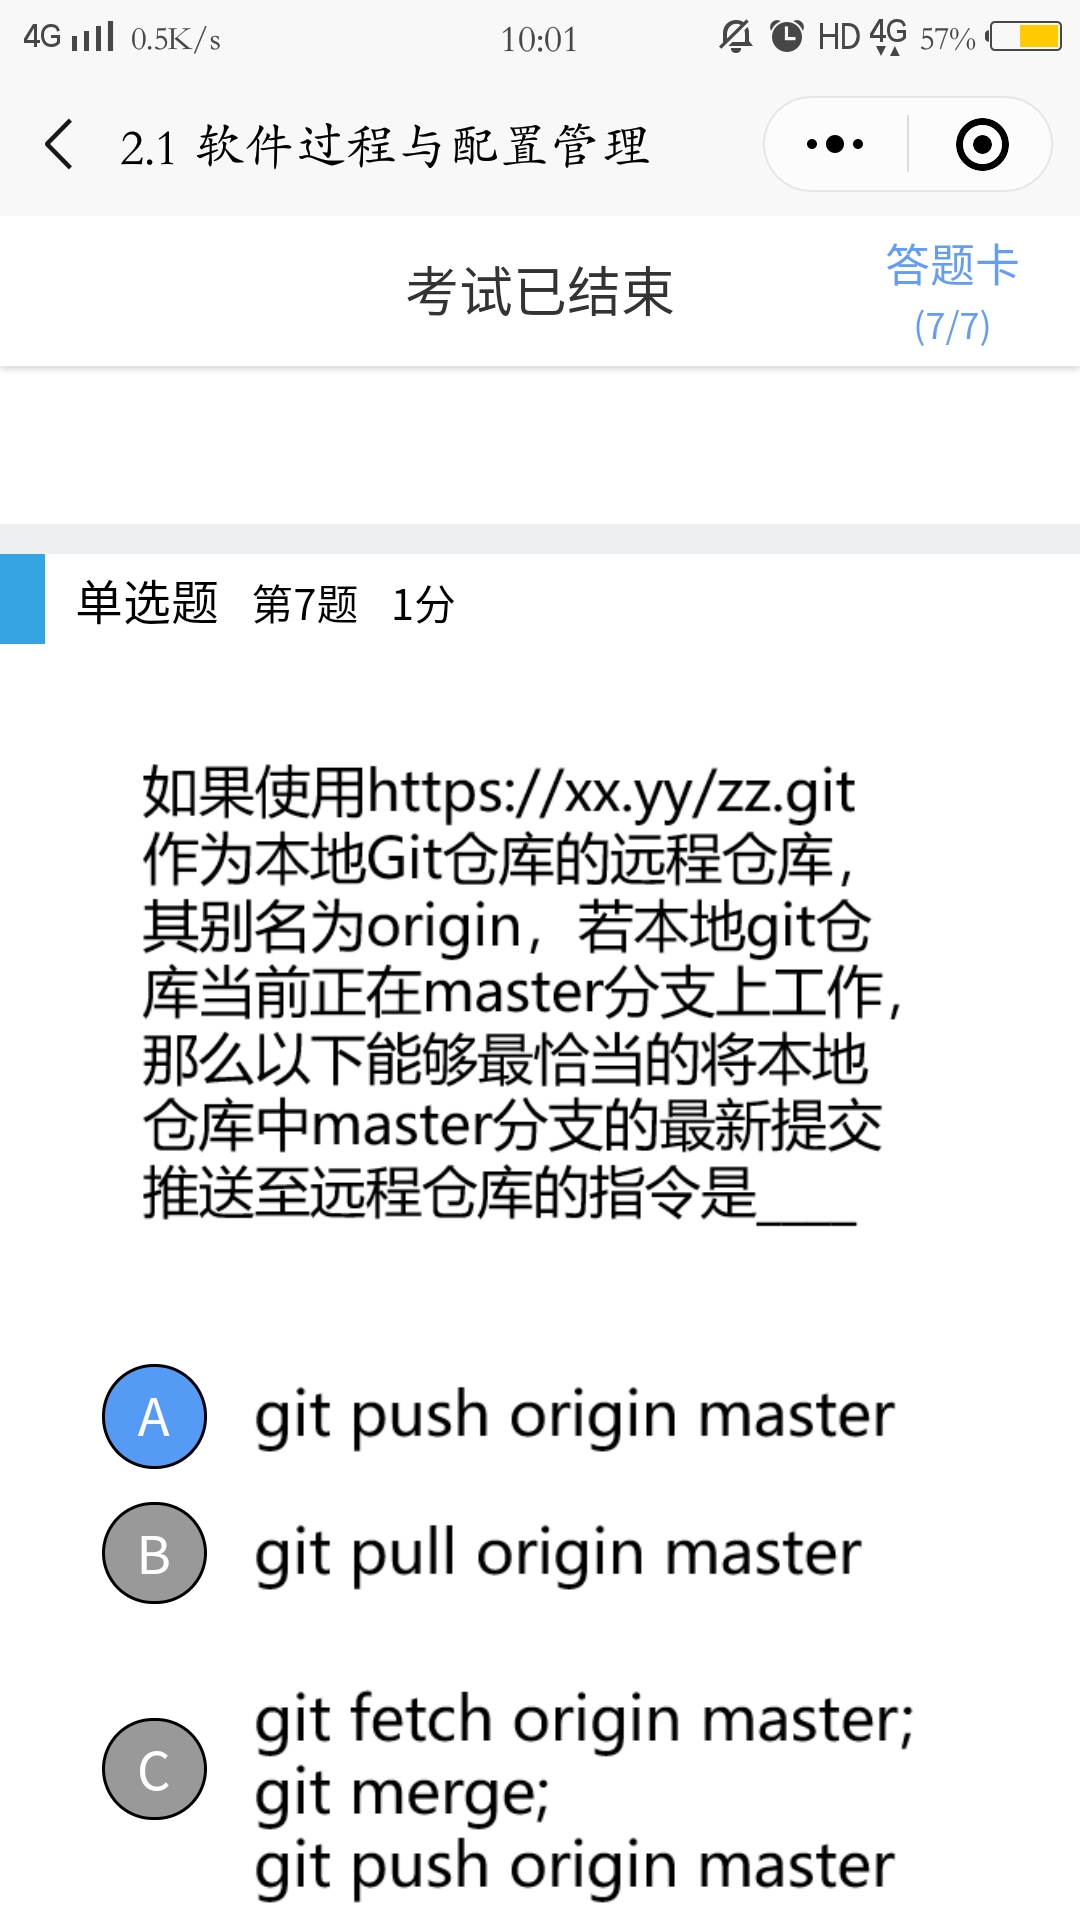 4G 0.5K/s 10:01 HD 4G 57%
2.1 软件过程与配置管理
考试已结束
答题卡
(7/7)
单选题 第7题 1分
如果使用https://xx.yy/zz.git
作为本地Git仓库的远程仓库，
其别名为origin，若本地git仓
库当前正在master分支上工作，
那么以下能够最恰当的将本地
仓库中master分支的最新提交
推送至远程仓库的指令是____
A git push origin master
B git pull origin master
C git fetch origin master;
git merge;
git push origin master